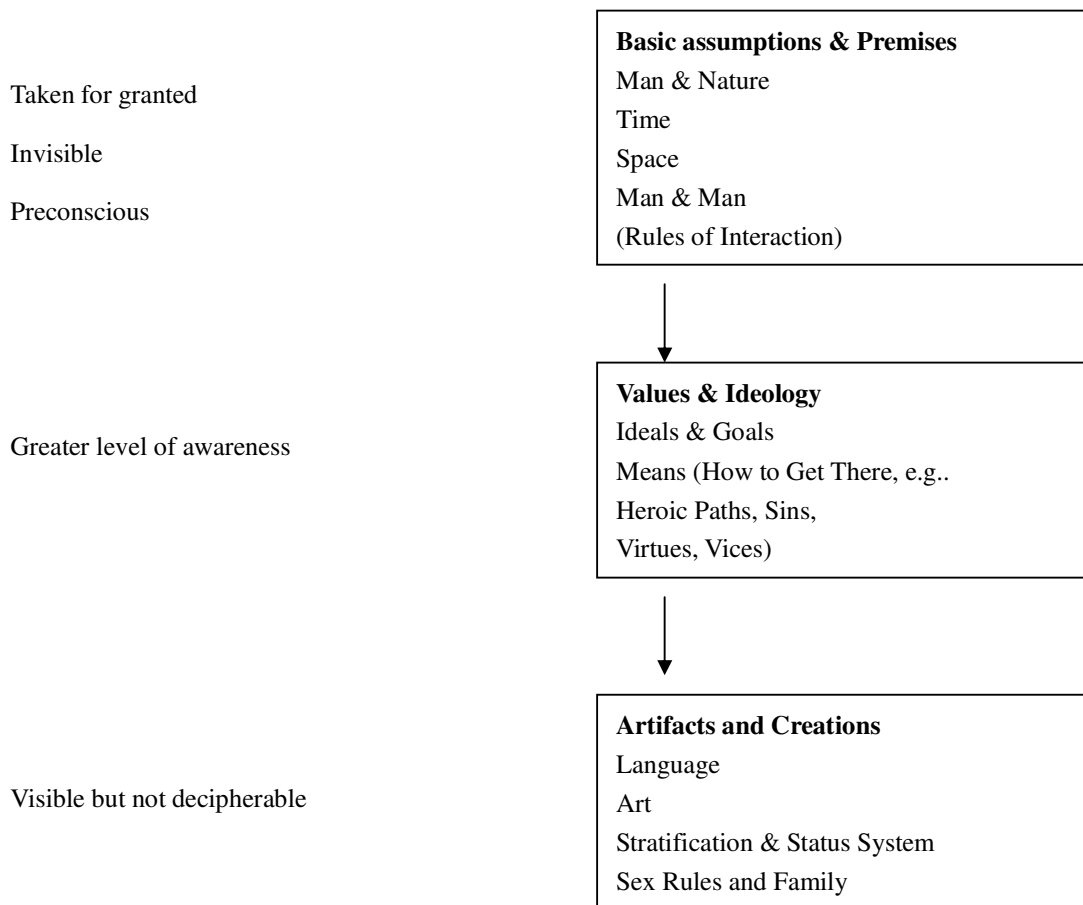 Basic assumptions & Premises
Man & Nature
Taken for granted
Time
Invisible
Space
Preconscious
Man & Man
(Rules of Interaction)
Values & Ideology
Ideals & Goals
Greater level of awareness
Means (How to Get There, e.g..
Heroic Paths, Sins,
Virtues, Vices)
Artifacts and Creations
Language
Visible but not decipherable
Art
Stratification & Status System
Sex Rules and Family